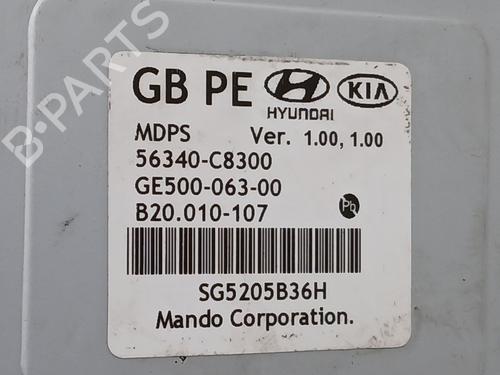 GB PE HYUNDAI KIA
MDPS Ver. 1.00, 1.00
56340-C8300
GE500-063-00
B20.010-107 Pb
SG5205B36H
Mando Corporation.
B-PARTS